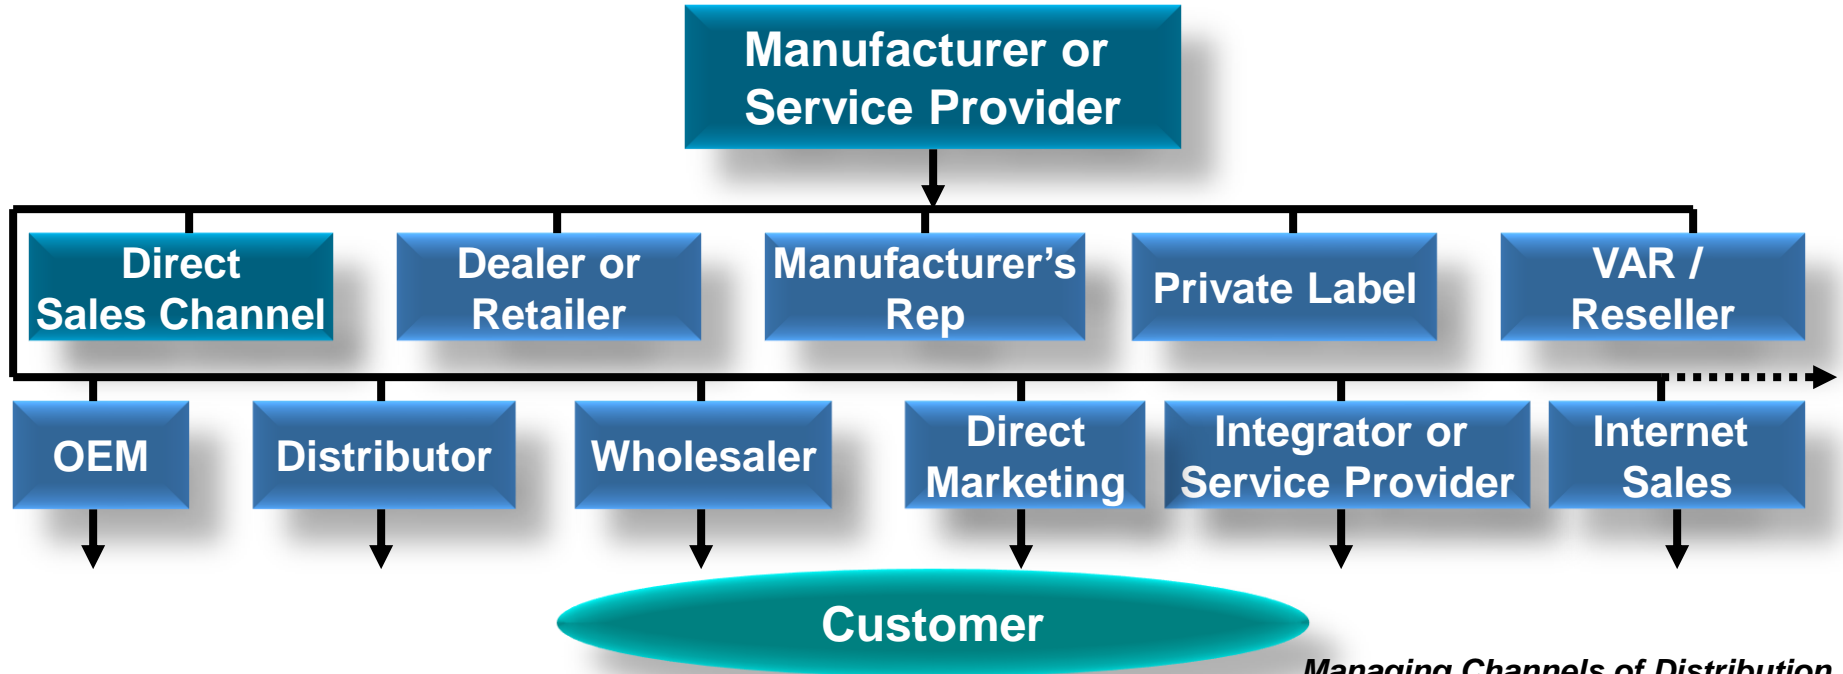 Manufacturer or
Service Provider
Direct
Sales Channel
Dealer or
Retailer
Manufacturer’s
Rep
Private Label
VAR /
Reseller
OEM
Distributor
Wholesaler
Direct
Marketing
Integrator or
Service Provider
Internet
Sales
Customer
Managing Channels of Distribution